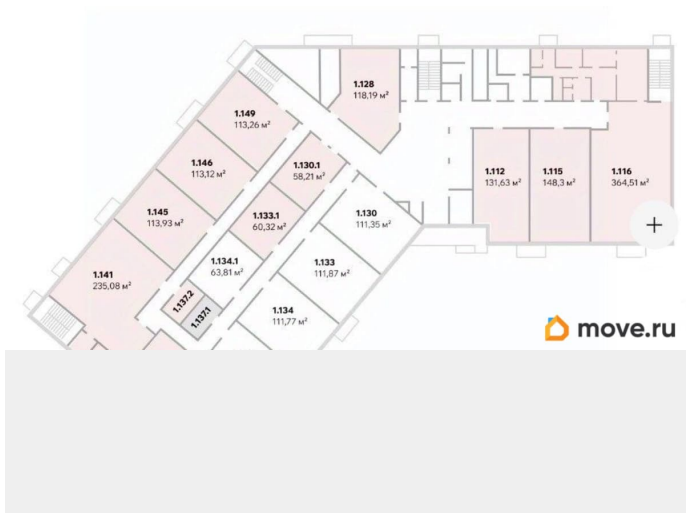 1.128
118,19 м²
1.149
113,26 м²
1.146
113,12 м²
1.130.1
58,21 м²
1.112
131,63 м²
1.115
148,3 м²
1.116
364,51 м²
1.145
113,93 м²
1.133.1
60,32 м²
1.130
111,35 м²
1.134.1
63,81 м²
1.133
111,87 м²
1.141
235,08 м²
1.137.2
1.137.1
1.134
111,77 м²
move.ru